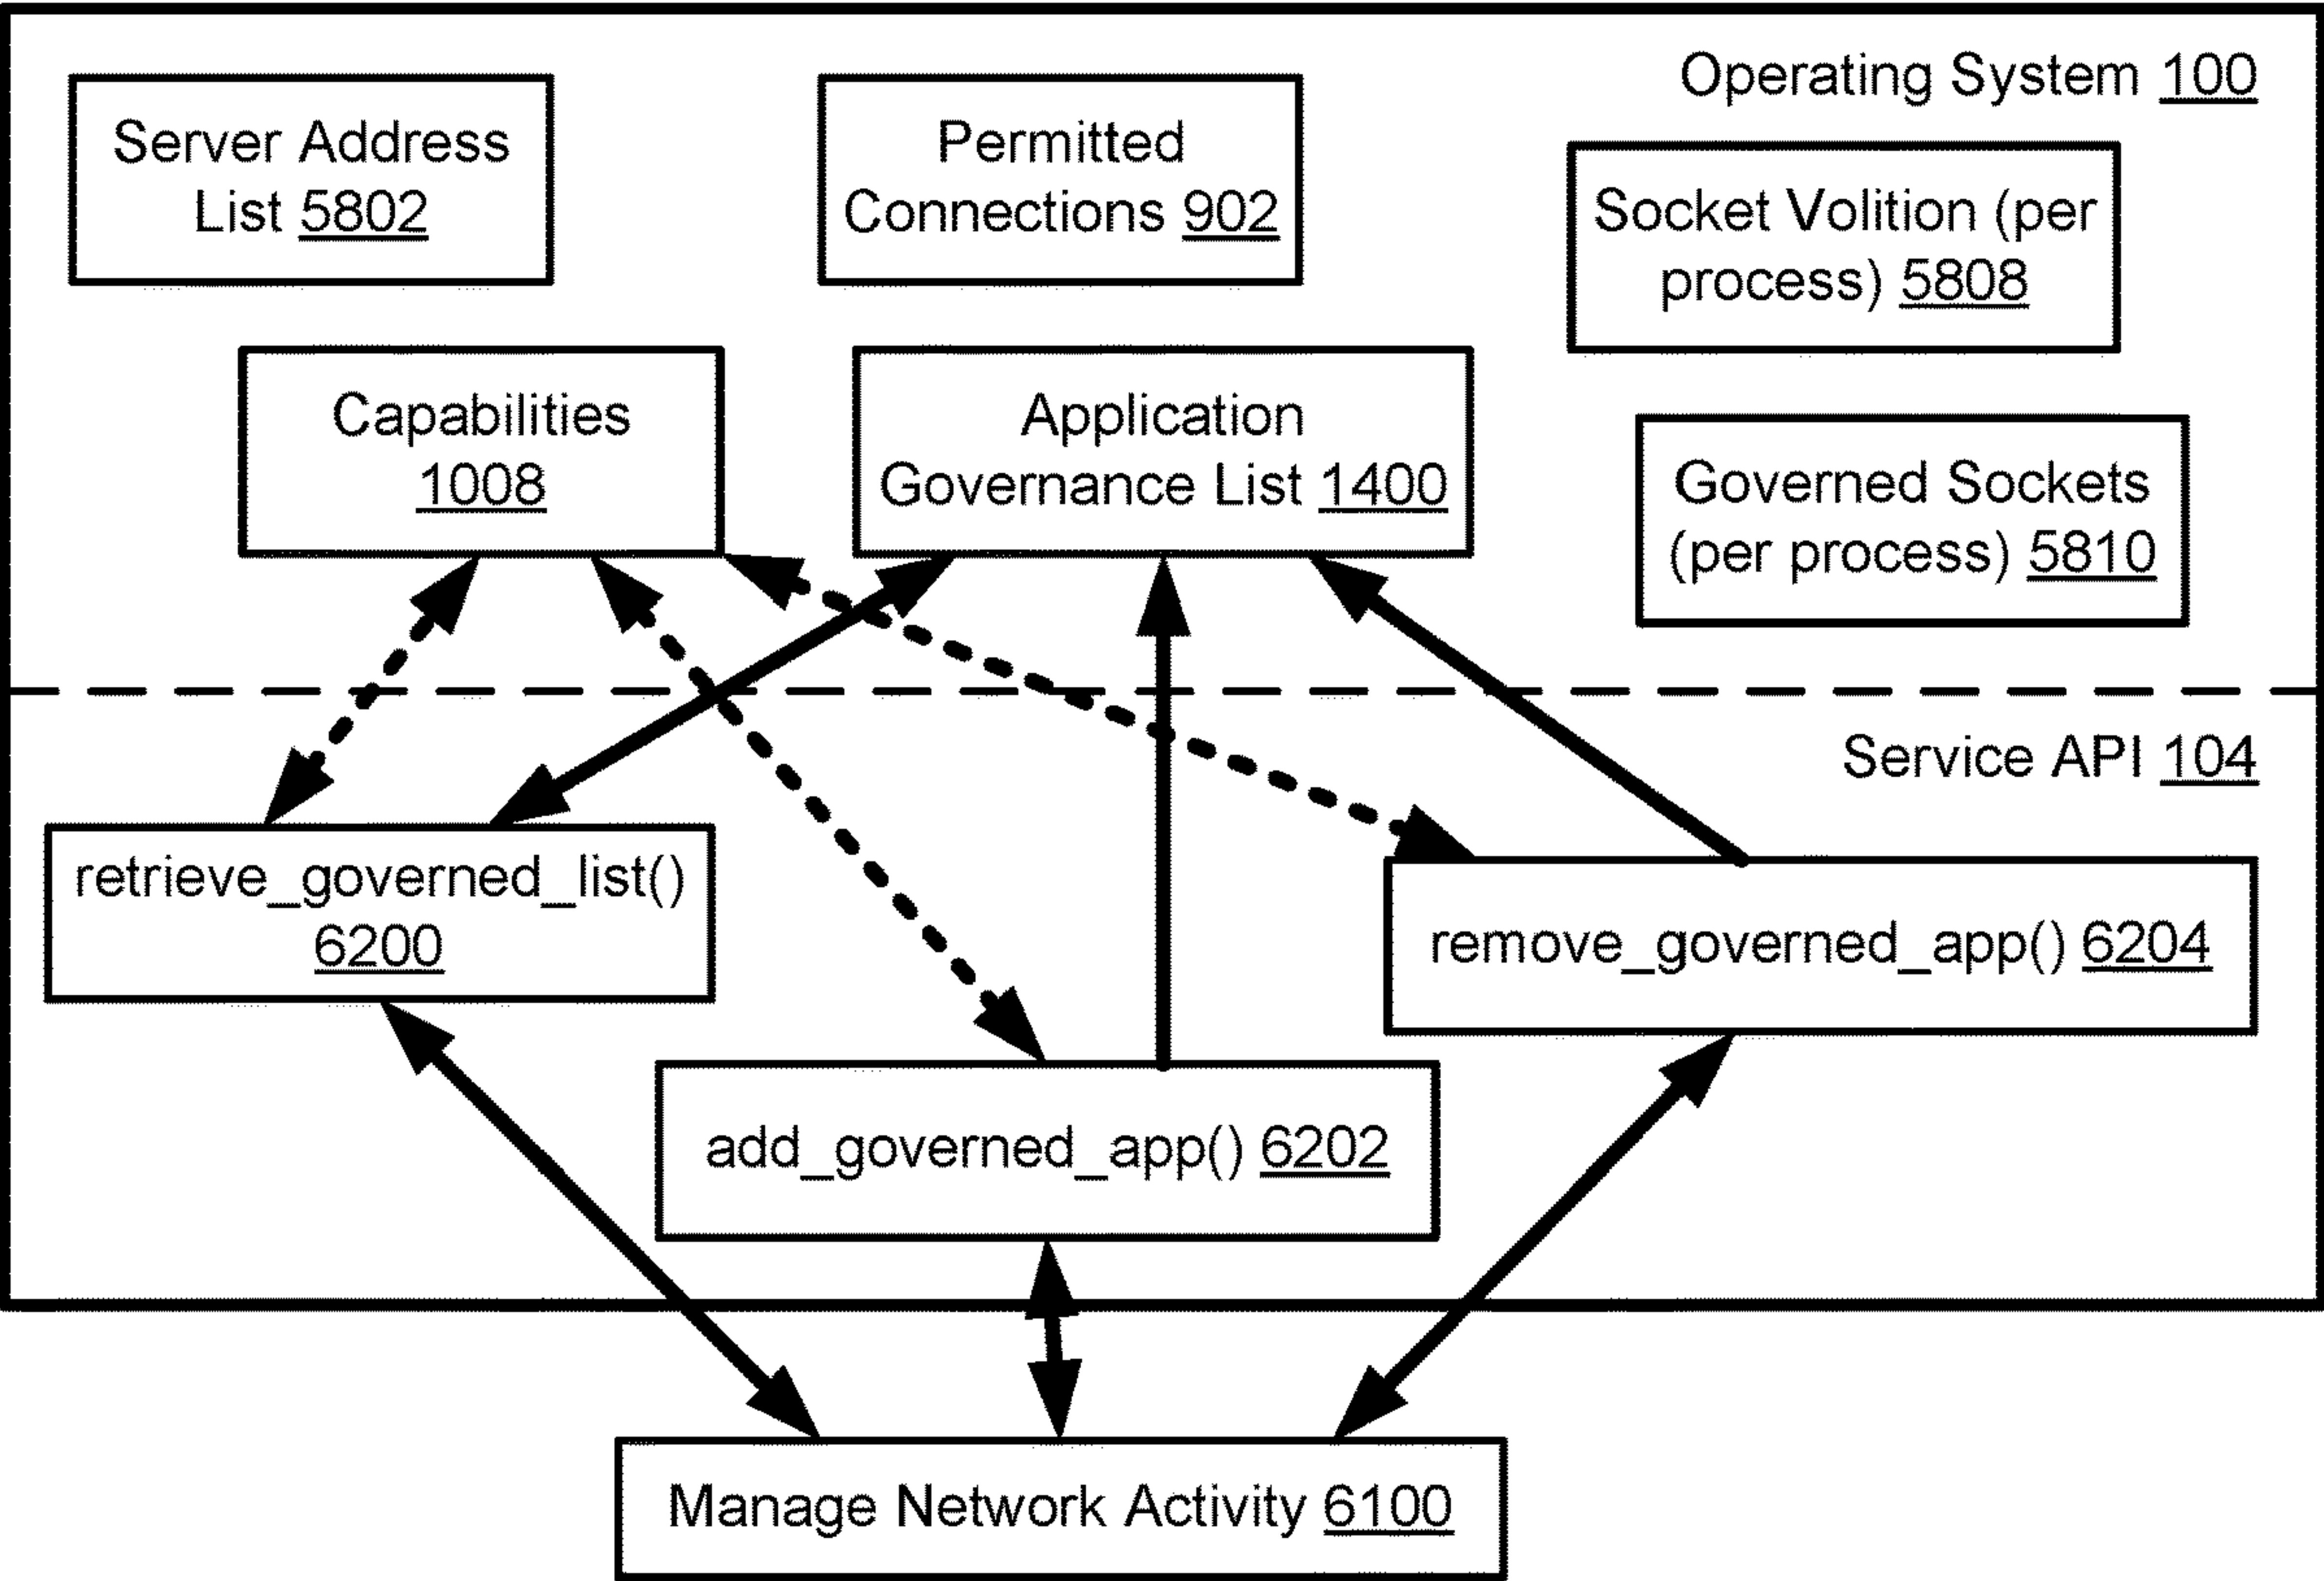 Operating System 100
Server Address
List 5802
Permitted
Connections 902
Socket Volition (per
process) 5808
Capabilities
1008
Application
Governance List 1400
Governed Sockets
(per process) 5810
Service API 104
retrieve_governed_list()
6200
remove_governed_app() 6204
add_governed_app() 6202
Manage Network Activity 6100